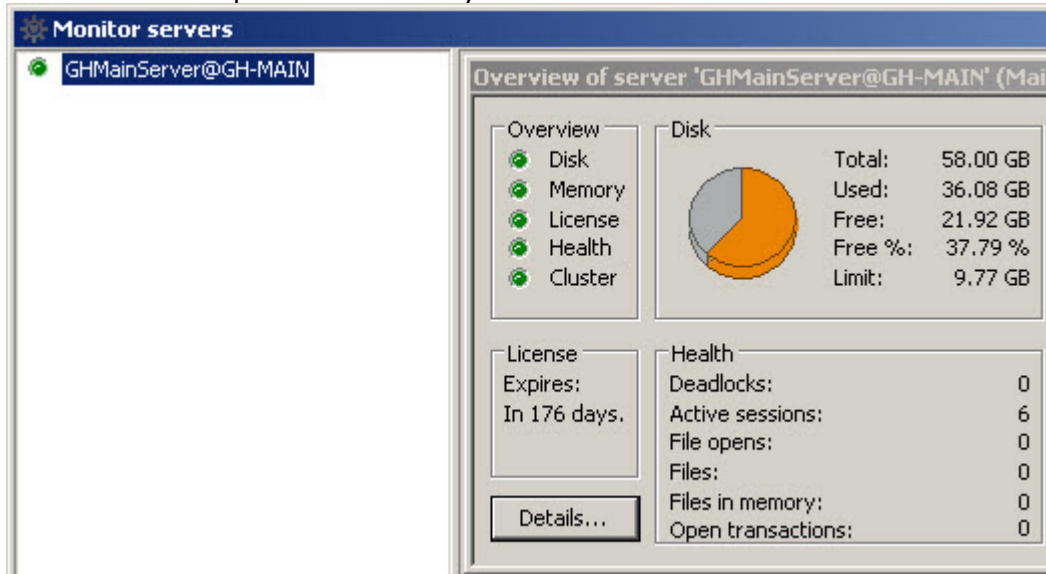 Monitor servers
GHMainServer@GH-MAIN
Overview of server 'GHMainServer@GH-MAIN' (Mai
Overview
Disk
Memory
License
Health
Cluster
Disk
Total: 58.00 GB
Used: 36.08 GB
Free: 21.92 GB
Free %: 37.79 %
Limit: 9.77 GB
License
Expires:
In 176 days.
Details...
Health
Deadlocks: 0
Active sessions: 6
File opens: 0
Files: 0
Files in memory: 0
Open transactions: 0